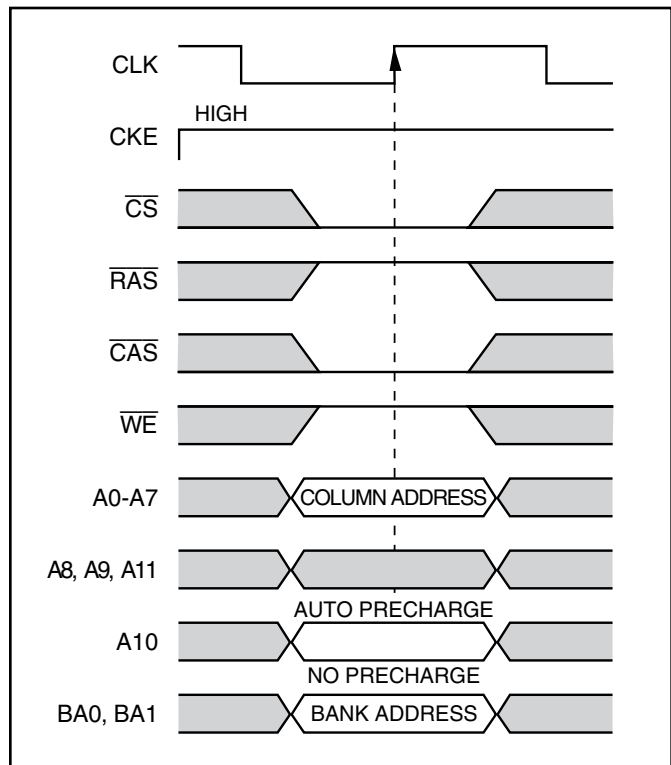 CLK
HIGH
CKE
CS
RAS
CAS
WE
A0-A7 COLUMN ADDRESS
A8, A9, A11
AUTO PRECHARGE
A10
NO PRECHARGE
BA0, BA1 BANK ADDRESS